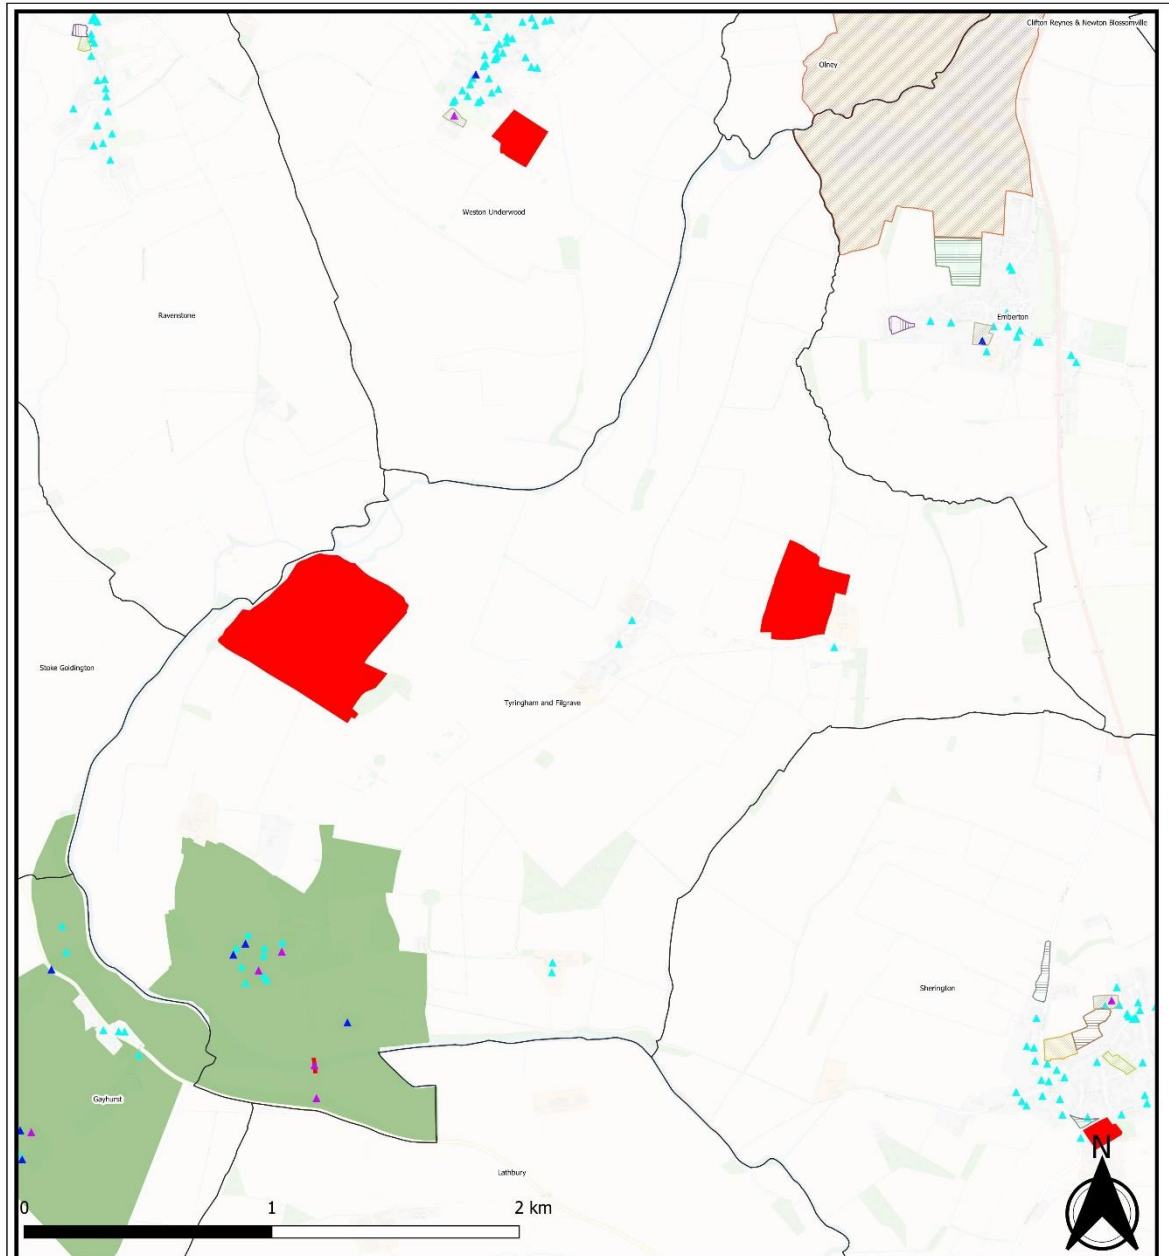 Clifton Reynes & Newton Blossomville
Olney
Weston Underwood
Ravenstone
Emberton
Stoke Goldington
Tyringham and Filgrave
Sherington
Gayhurst
Lathbury
N
0 1 2 km